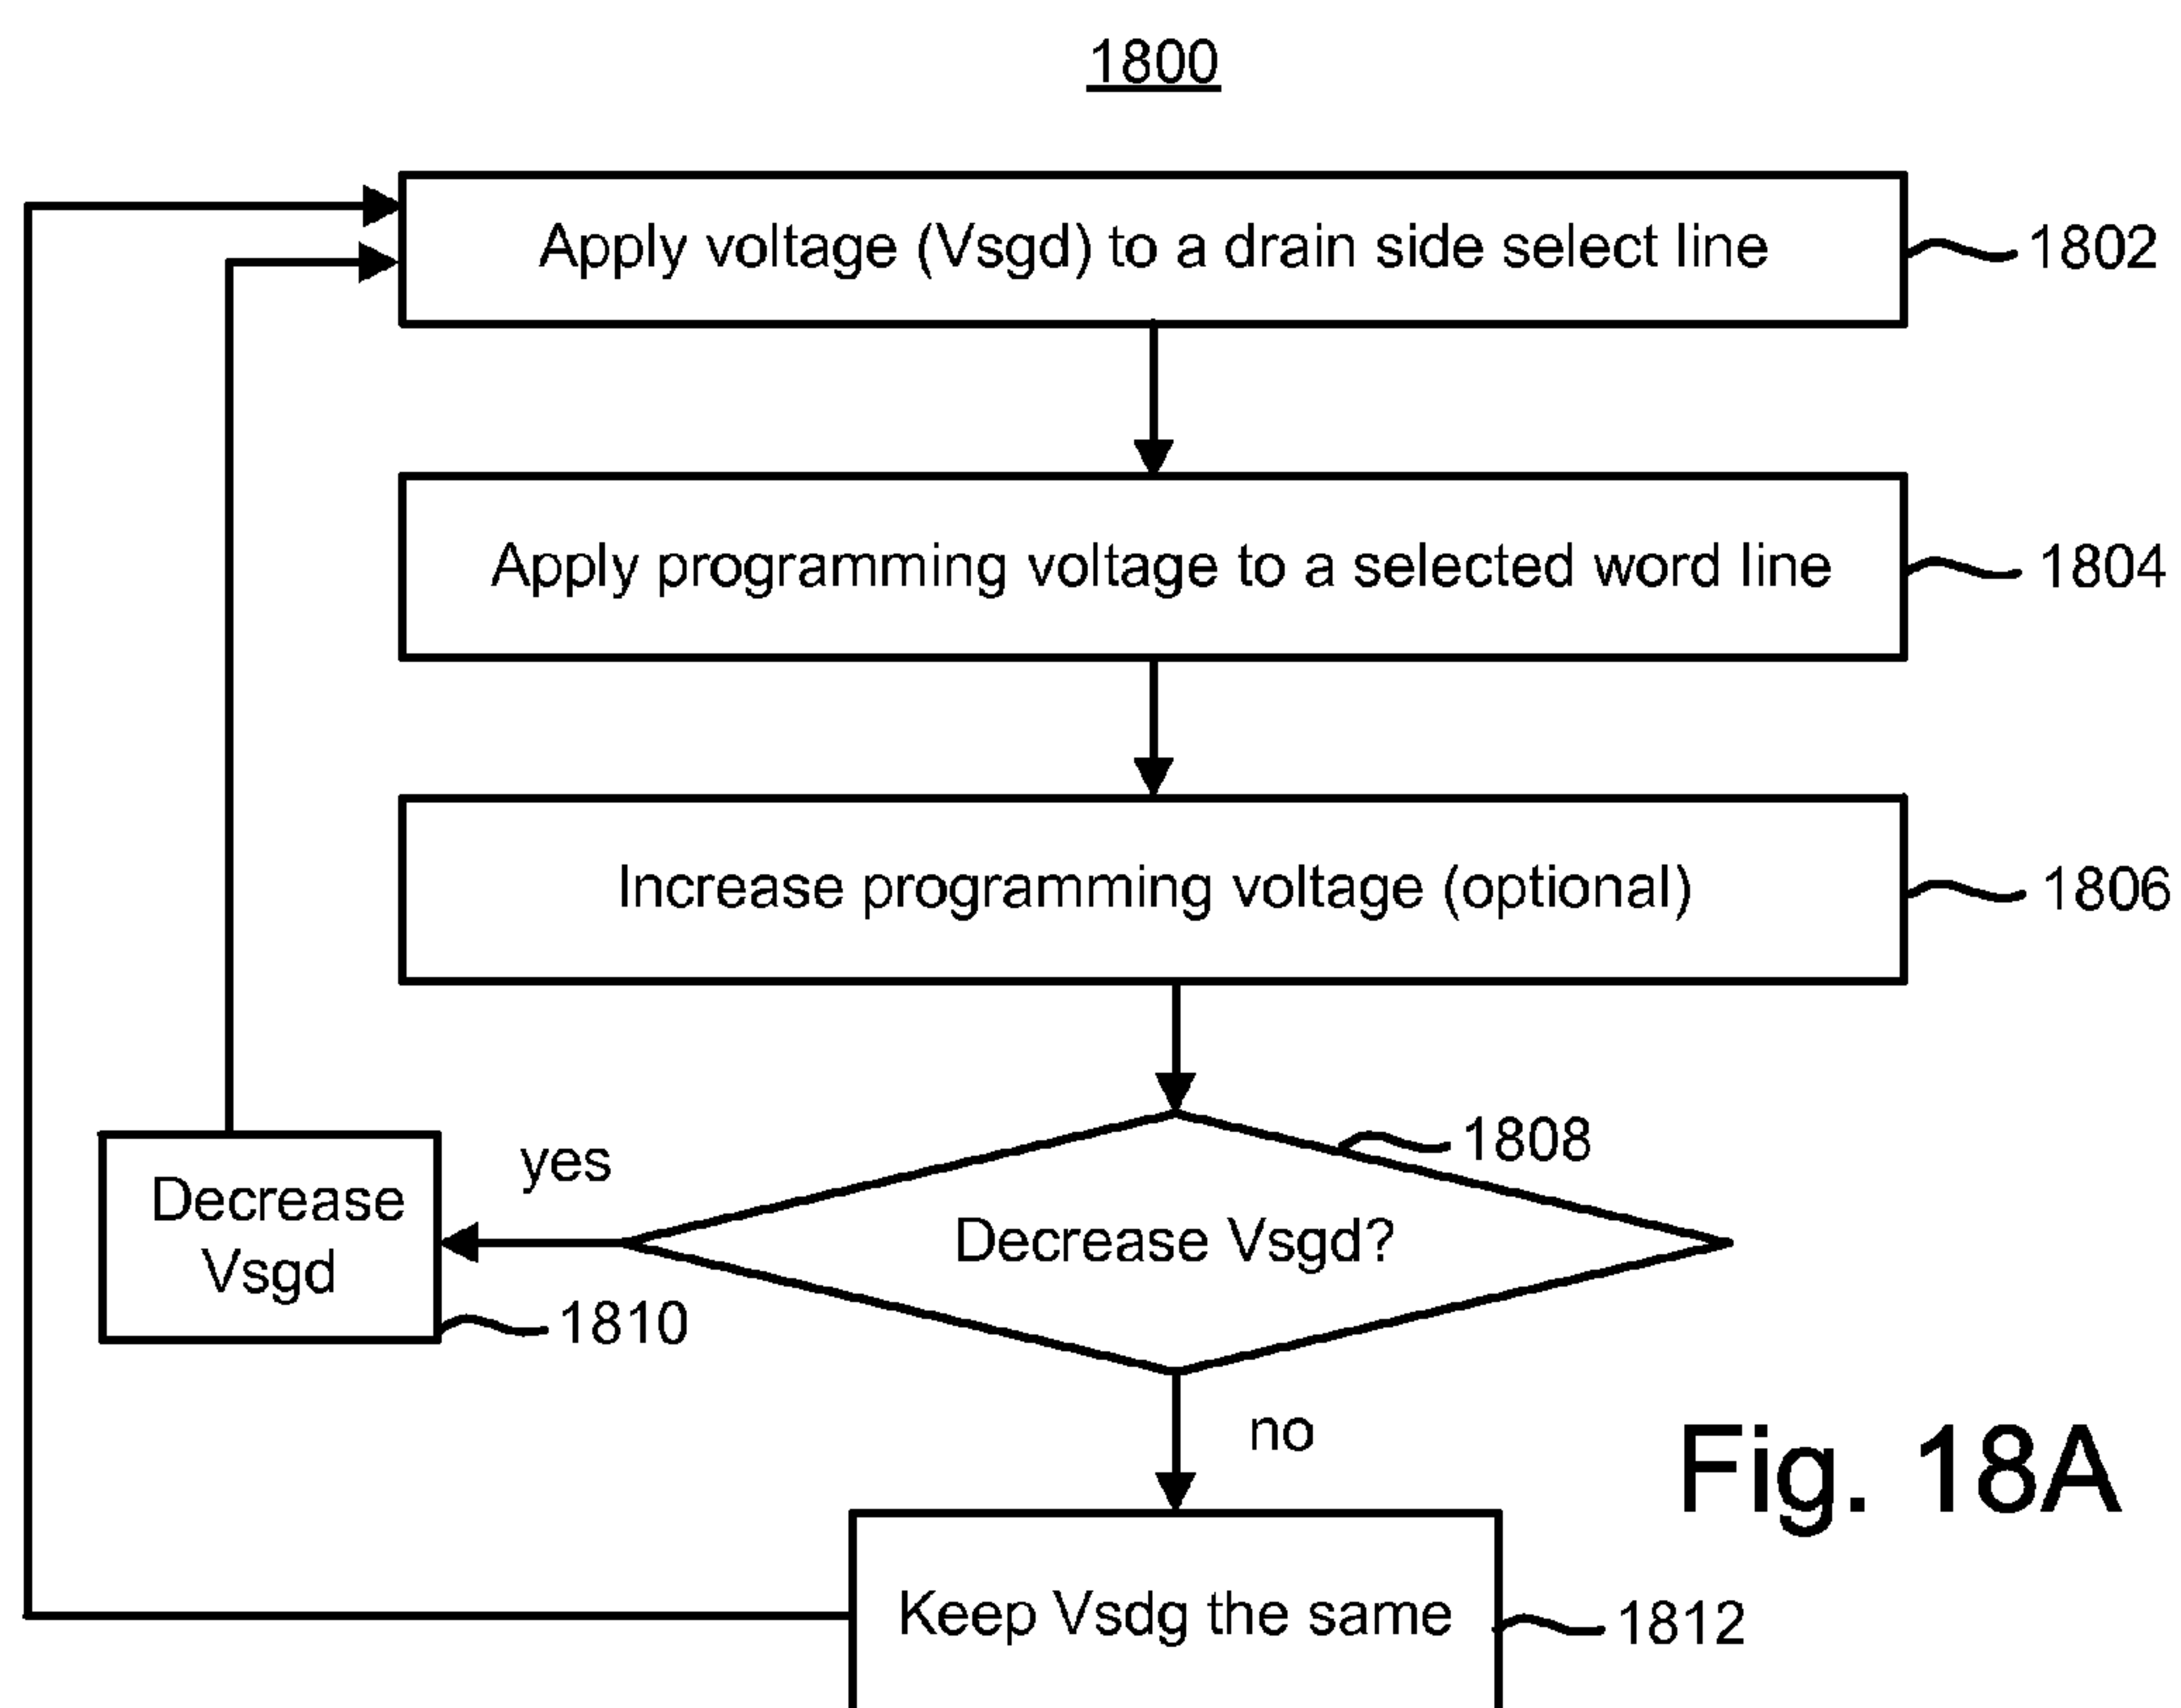 1800
Apply voltage (Vsgd) to a drain side select line
1802
Apply programming voltage to a selected word line
1804
Increase programming voltage (optional)
1806
1808
yes
Decrease
Vsgd
Decrease Vsgd?
1810
no
Fig. 18A
Keep Vsdg the same
1812